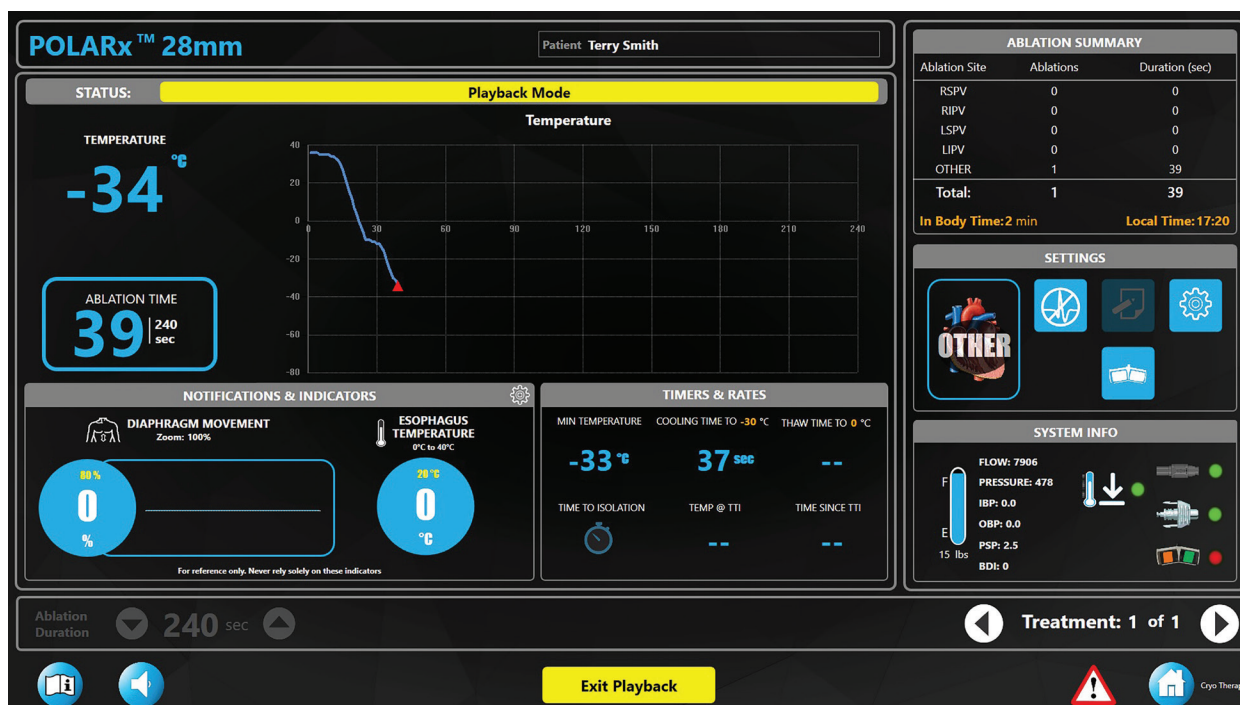 POLARx™ 28mm
Patient Terry Smith
STATUS:
Playback Mode
TEMPERATURE
-34 °C
ABLATION TIME
39 240 sec
Temperature
40
20
0
-20
-40
-60
-80
0 30 60 90 120 150 180 210 240
NOTIFICATIONS & INDICATORS
DIAPHRAGM MOVEMENT
Zoom: 100%
60 %
0
%
ESOPHAGUS
TEMPERATURE
0°C to 40°C
20 °C
0
°C
For reference only. Never rely solely on these indicators
TIMERS & RATES
MIN TEMPERATURE COOLING TIME TO -30 °C THAW TIME TO 0 °C
-33 °C 37 sec --
TIME TO ISOLATION TEMP @ TTI TIME SINCE TTI
-- --
ABLATION SUMMARY
Ablation Site Ablations Duration (sec)
RSPV 0 0
RIPV 0 0
LSPV 0 0
LIPV 0 0
OTHER 1 39
Total: 1 39
In Body Time:2 min Local Time:17:20
SETTINGS
OTHER
SYSTEM INFO
F
E
15 lbs
FLOW: 7906
PRESSURE: 478
IBP: 0.0
OBP: 0.0
PSP: 2.5
BDI: 0
Ablation
Duration
240 sec
Treatment: 1 of 1
Exit Playback
Cryo Therap